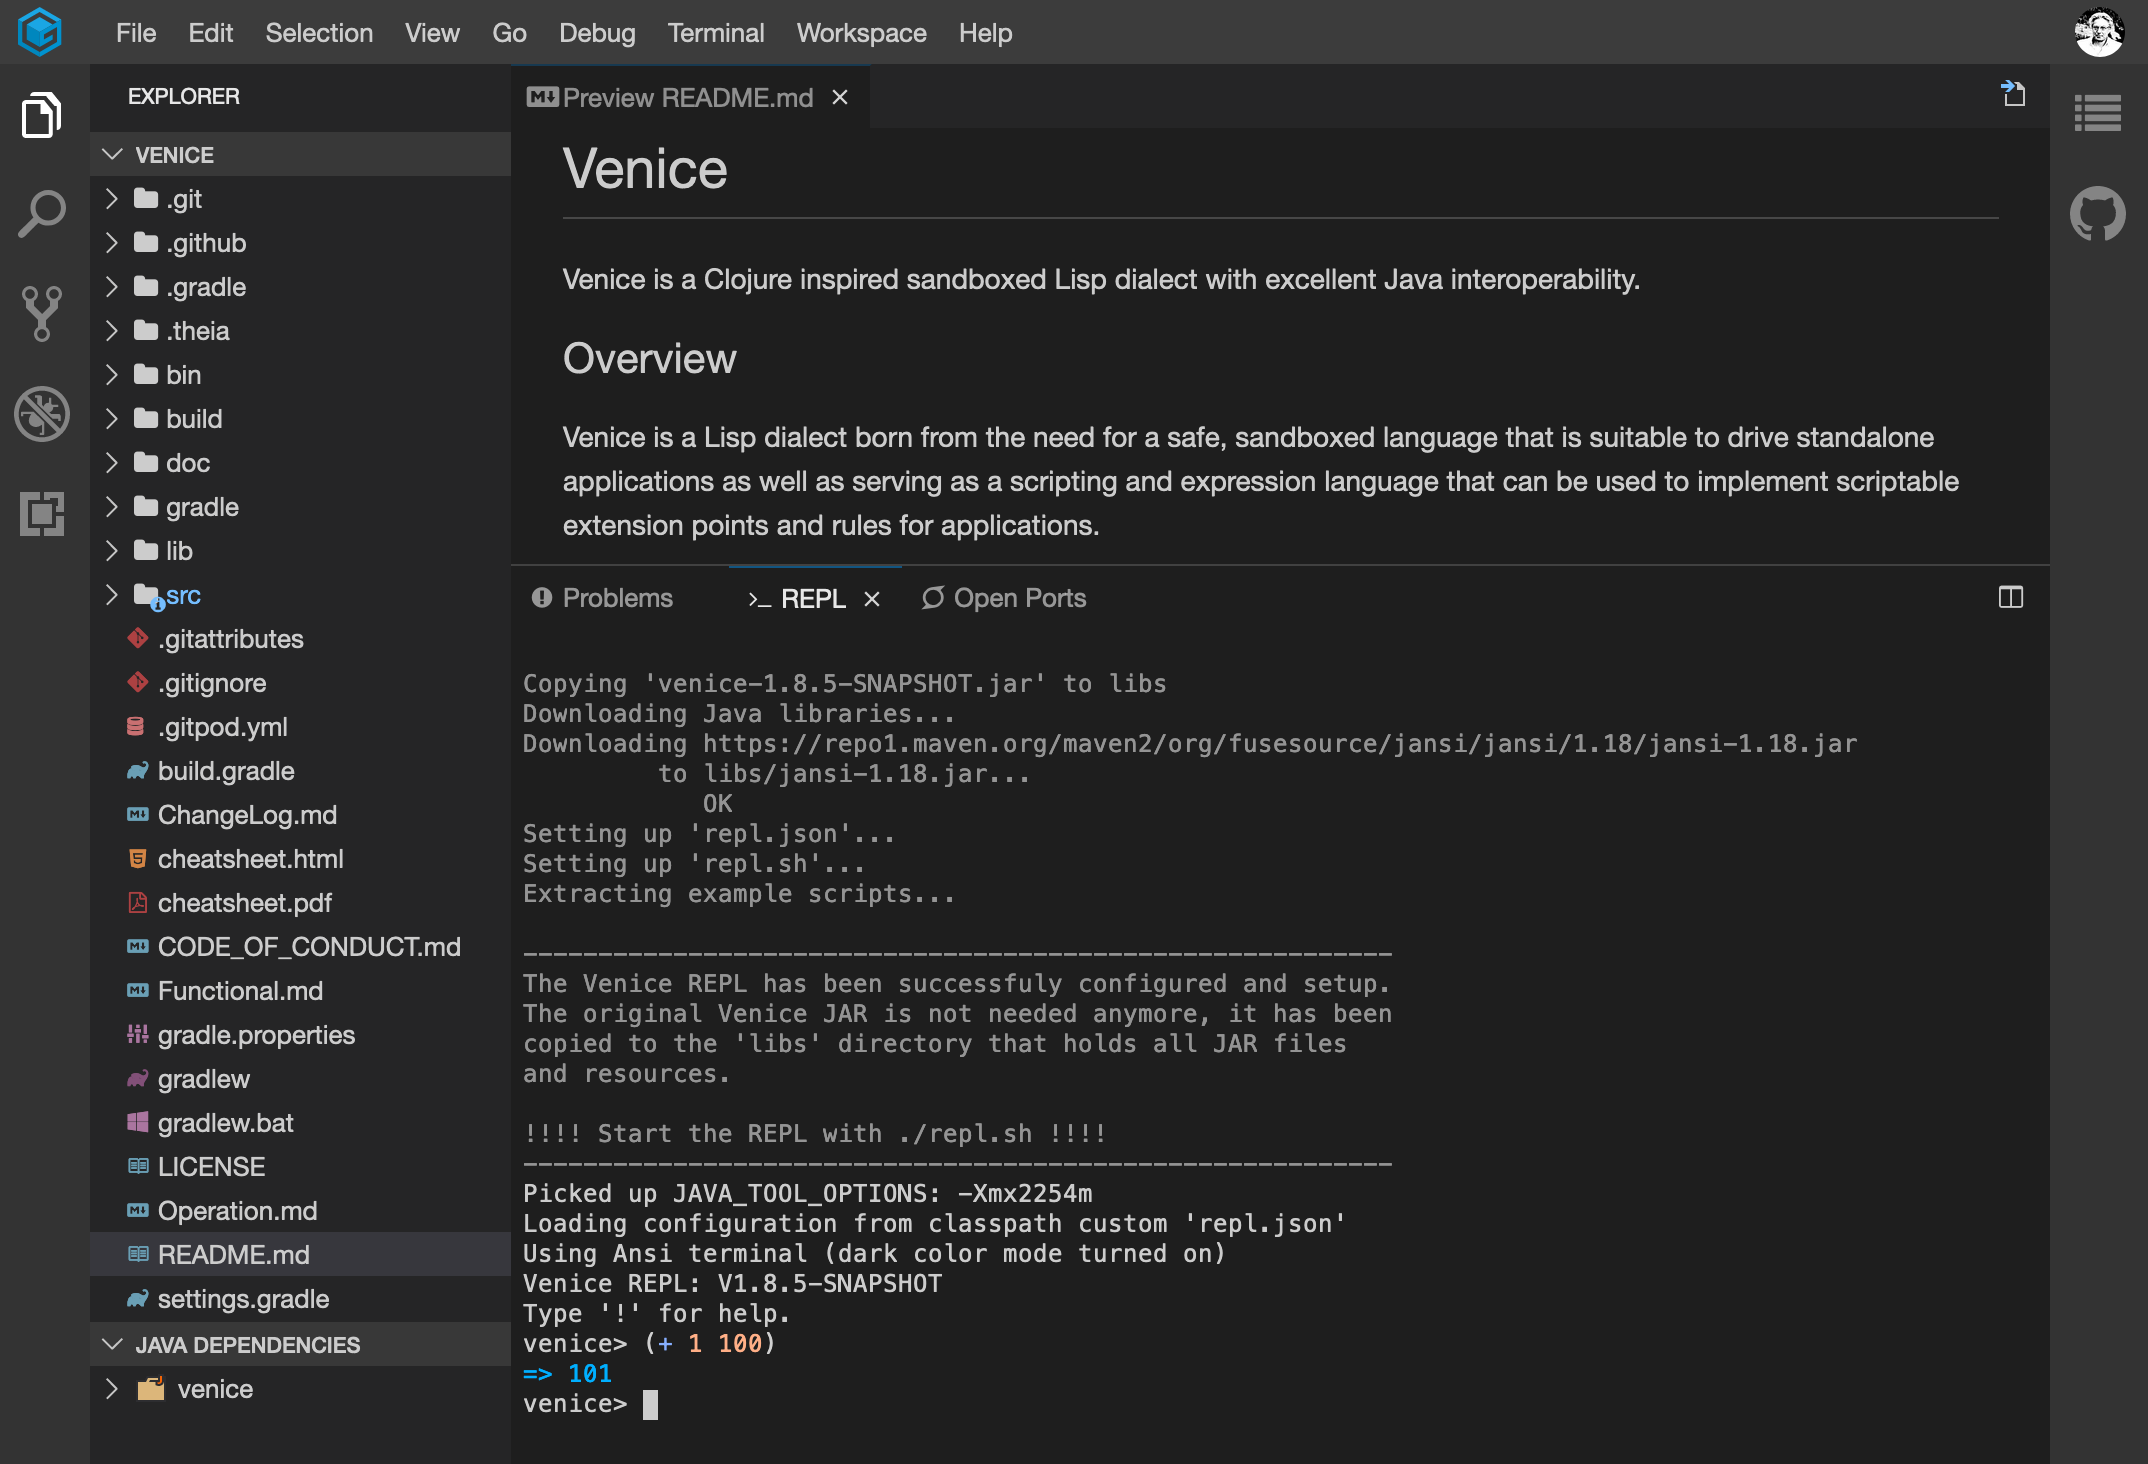 File Edit Selection View Go Debug Terminal Workspace Help
EXPLORER
VENICE
.git
.github
.gradle
.theia
bin
build
doc
gradle
lib
src
.gitattributes
.gitignore
.gitpod.yml
build.gradle
ChangeLog.md
cheatsheet.html
cheatsheet.pdf
CODE_OF_CONDUCT.md
Functional.md
gradle.properties
gradlew
gradlew.bat
LICENSE
Operation.md
README.md
settings.gradle
JAVA DEPENDENCIES
venice
Preview README.md
Venice
Venice is a Clojure inspired sandboxed Lisp dialect with excellent Java interoperability.
Overview
Venice is a Lisp dialect born from the need for a safe, sandboxed language that is suitable to drive standalone
applications as well as serving as a scripting and expression language that can be used to implement scriptable
extension points and rules for applications.
Problems >_ REPL Open Ports
Copying 'venice-1.8.5-SNAPSHOT.jar' to libs
Downloading Java libraries...
Downloading https://repo1.maven.org/maven2/org/fusesource/jansi/jansi/1.18/jansi-1.18.jar
to libs/jansi-1.18.jar...
OK
Setting up 'repl.json'...
Setting up 'repl.sh'...
Extracting example scripts...
----------------------------------------------------------
The Venice REPL has been successfuly configured and setup.
The original Venice JAR is not needed anymore, it has been
copied to the 'libs' directory that holds all JAR files
and resources.
!!!! Start the REPL with ./repl.sh !!!!
----------------------------------------------------------
Picked up JAVA_TOOL_OPTIONS: -Xmx2254m
Loading configuration from classpath custom 'repl.json'
Using Ansi terminal (dark color mode turned on)
Venice REPL: V1.8.5-SNAPSHOT
Type '!' for help.
venice> (+ 1 100)
=> 101
venice>